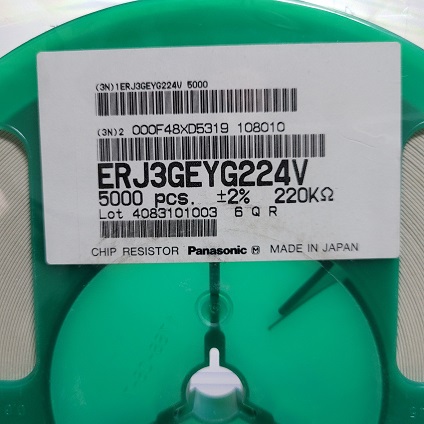 (3N)1ERJ3GEYG224V 5000
(3N)2 000F48XD5319 108010
ERJ3GEYG224V
5000 pcs. ±2% 220KΩ
Lot 4083101003 6 Q R
CHIP RESISTOR Panasonic M MADE IN JAPAN